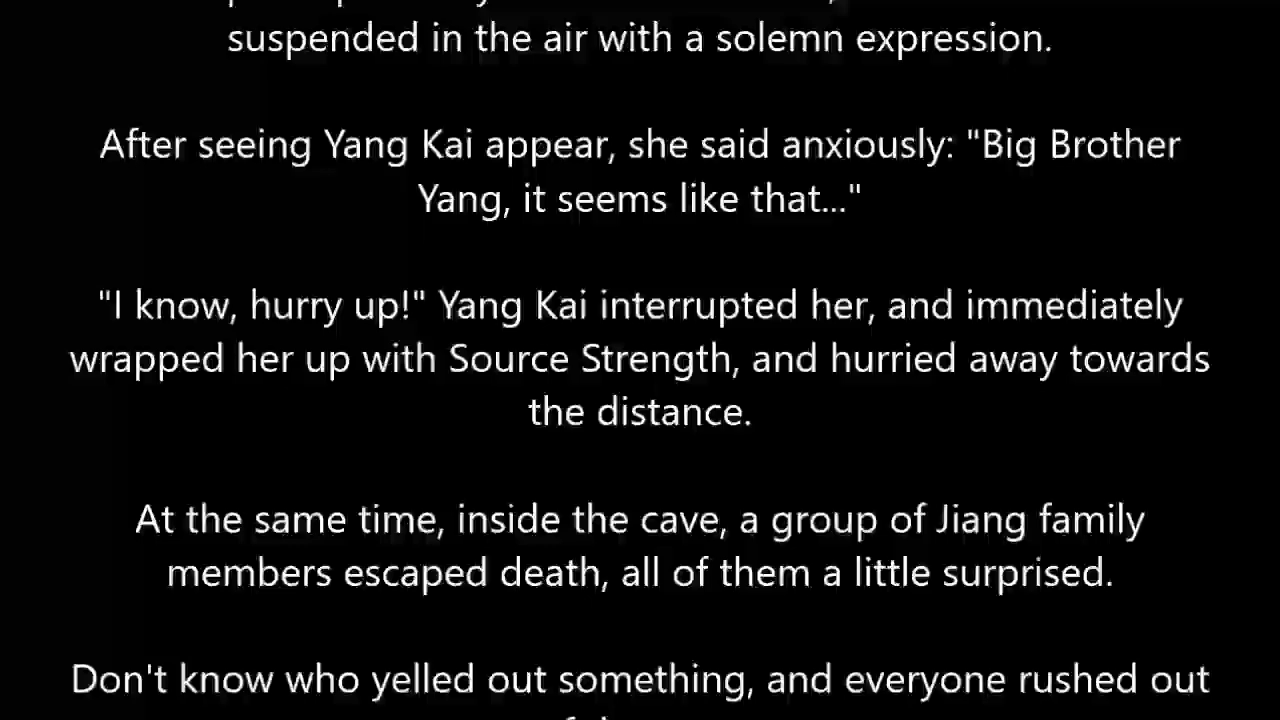 suspended in the air with a solemn expression.
After seeing Yang Kai appear, she said anxiously: "Big Brother
Yang, it seems like that..."
"I know, hurry up!" Yang Kai interrupted her, and immediately
wrapped her up with Source Strength, and hurried away towards
the distance.
At the same time, inside the cave, a group of Jiang family
members escaped death, all of them a little surprised.
Don't know who yelled out something, and everyone rushed out